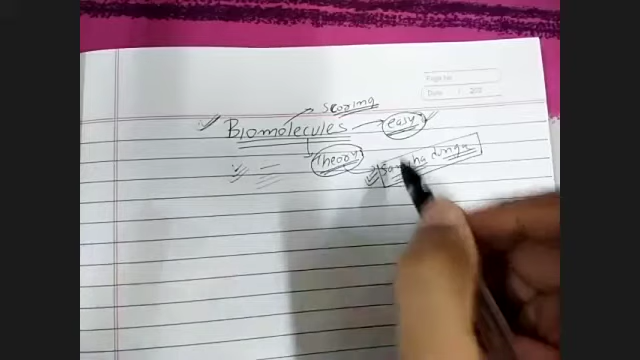 Page No.
Date
scoring
Biomolecules
easy
Theory